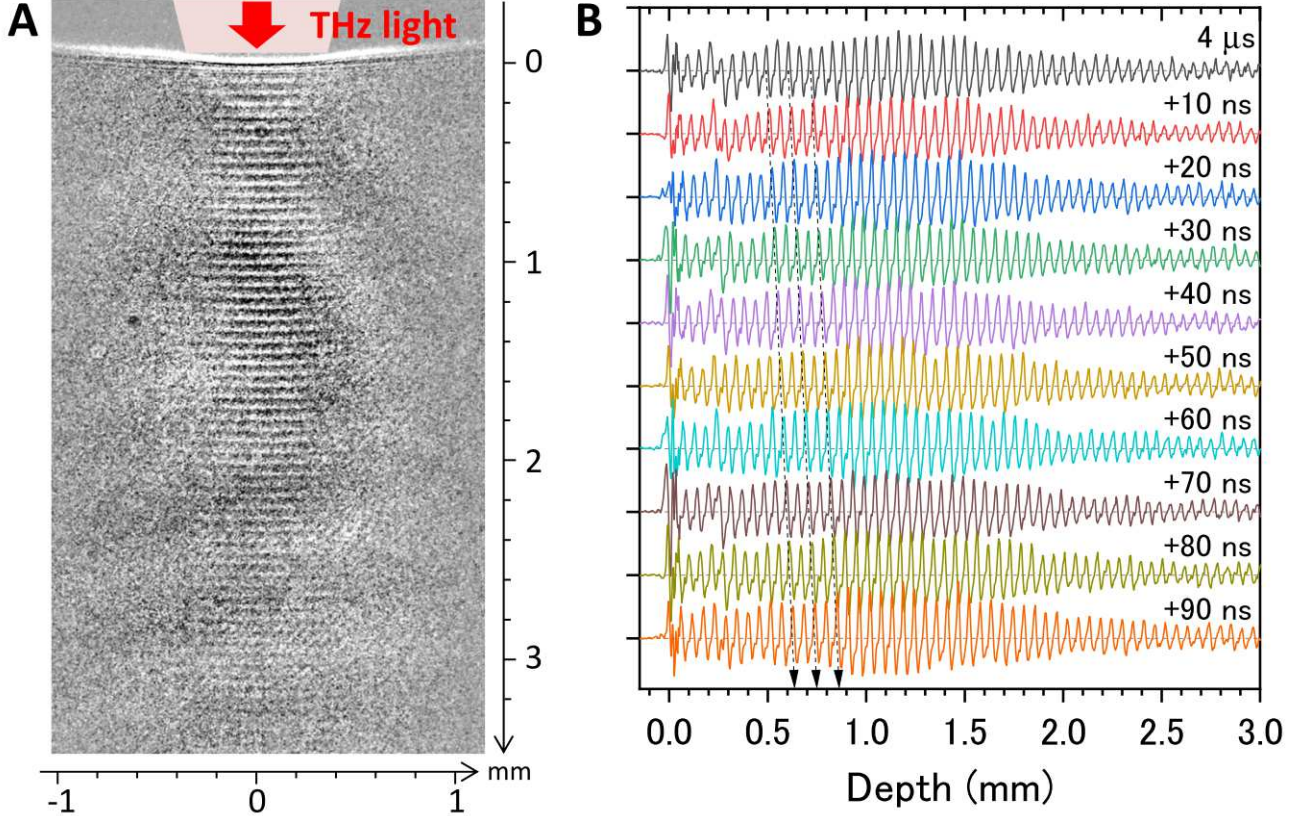 A
THz light
0
1
2
3
mm
-1
0
1
B
4 μs
+10 ns
+20 ns
+30 ns
+40 ns
+50 ns
+60 ns
+70 ns
+80 ns
+90 ns
0.0 0.5 1.0 1.5 2.0 2.5 3.0
Depth (mm)